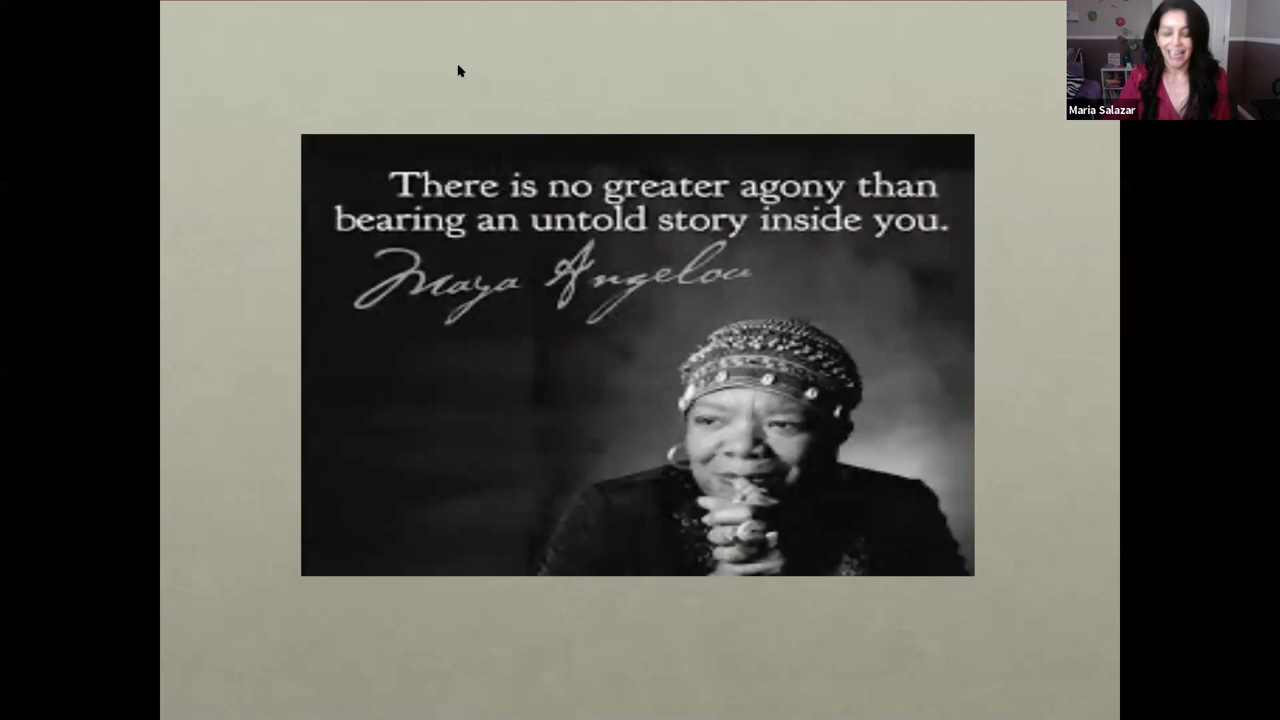 There is no greater agony than
bearing an untold story inside you.
Maya Angelou
Maria Salazar